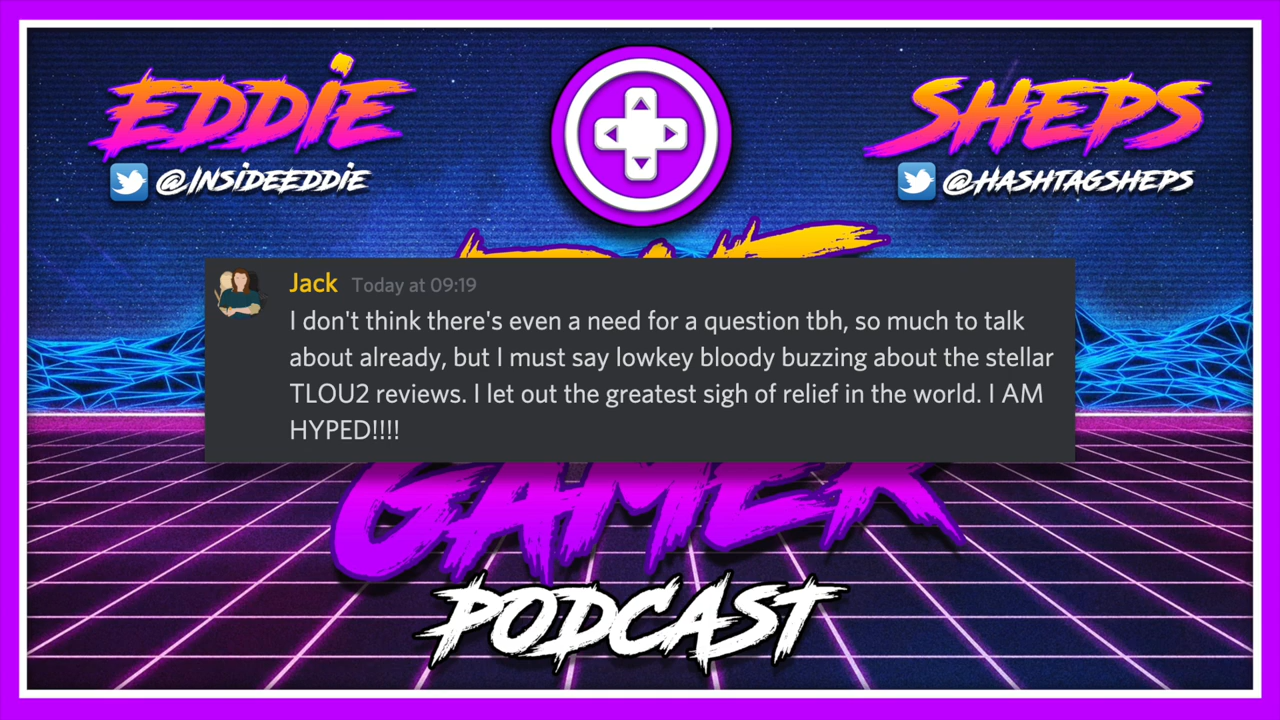 EDDIE
@INSIDEEDDIE
SHEPS
@HASHTAGSHEPS
Jack Today at 09:19
I don't think there's even a need for a question tbh, so much to talk
about already, but I must say lowkey bloody buzzing about the stellar
TLOU2 reviews. I let out the greatest sigh of relief in the world. I AM
HYPED!!!!
GAMER
PODCAST